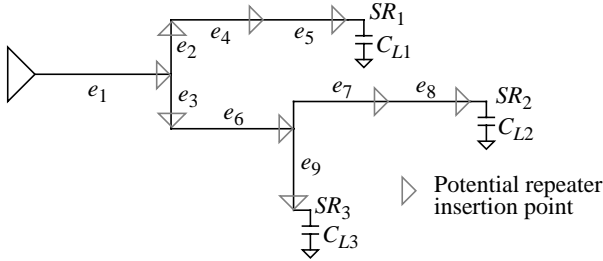 SR1
e4
e5
e2
CL1
e1
e3
e7
e8
SR2
e6
CL2
e9
SR3
CL3
Potential repeater
insertion point